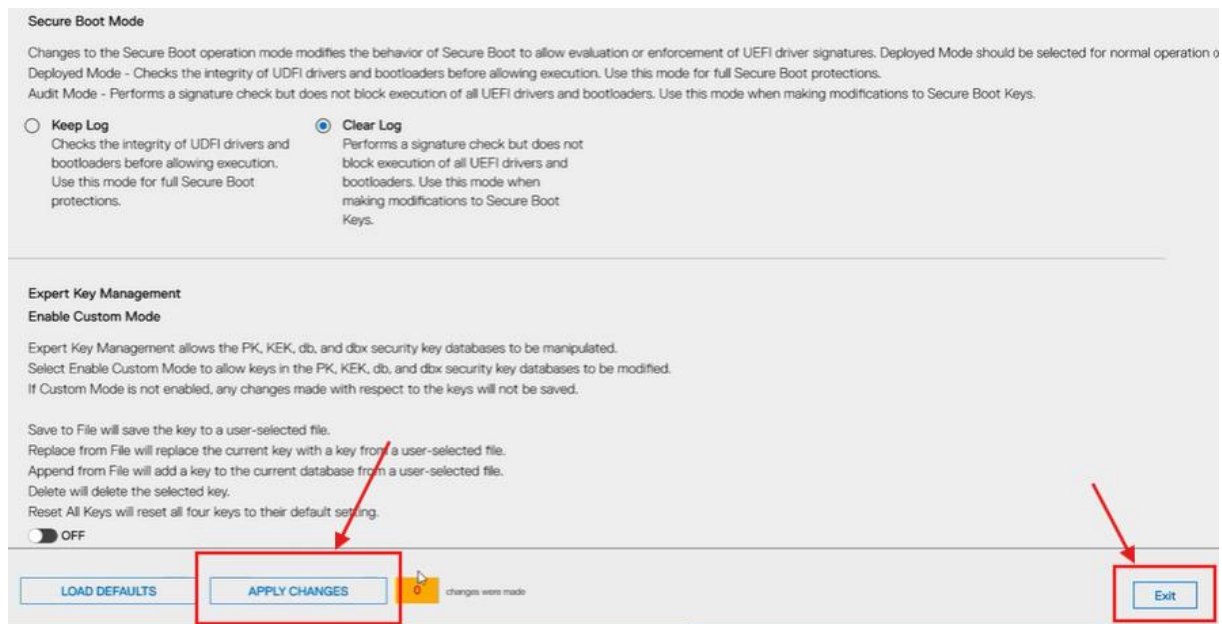 Secure Boot Mode
Changes to the Secure Boot operation mode modifies the behavior of Secure Boot to allow evaluation or enforcement of UEFI driver signatures. Deployed Mode should be selected for normal operation o
Deployed Mode - Checks the integrity of UDFI drivers and bootloaders before allowing execution. Use this mode for full Secure Boot protections.
Audit Mode - Performs a signature check but does not block execution of all UEFI drivers and bootloaders. Use this mode when making modifications to Secure Boot Keys.
Keep Log
Checks the integrity of UDFI drivers and
bootloaders before allowing execution.
Use this mode for full Secure Boot
protections.
Clear Log
Performs a signature check but does not
block execution of all UEFI drivers and
bootloaders. Use this mode when
making modifications to Secure Boot
Keys.
Expert Key Management
Enable Custom Mode
Expert Key Management allows the PK, KEK, db, and dbx security key databases to be manipulated.
Select Enable Custom Mode to allow keys in the PK, KEK, db, and dbx security key databases to be modified.
If Custom Mode is not enabled, any changes made with respect to the keys will not be saved.
Save to File will save the key to a user-selected file.
Replace from File will replace the current key with a key from a user-selected file.
Append from File will add a key to the current database from a user-selected file.
Delete will delete the selected key.
Reset All Keys will reset all four keys to their default setting.
OFF
LOAD DEFAULTS
APPLY CHANGES
0
changes were made
Exit